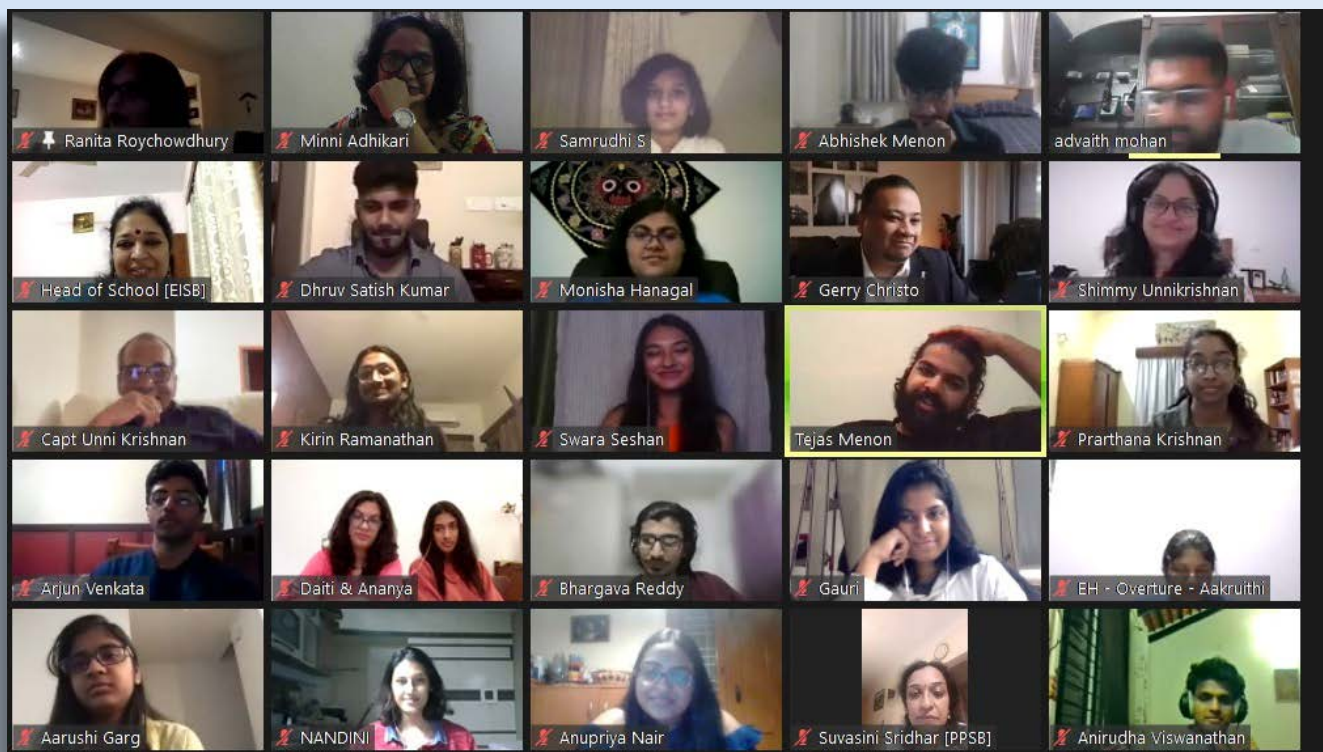 Ranita Roychowdhury
Minni Adhikari
Samrudhi S
Abhishek Menon
advaith mohan
Head of School [EISB]
Dhruv Satish Kumar
Monisha Hanagal
Gerry Christo
Shimmy Unnikrishnan
Capt Unni Krishnan
Kirin Ramanathan
Swara Seshan
Tejas Menon
Prarthana Krishnan
Arjun Venkata
Daiti & Ananya
Bhargava Reddy
Gauri
EH - Overture - Aakruithi
Aarushi Garg
NANDINI
Anupriya Nair
Suvasini Sridhar [PPSB]
Anirudha Viswanathan